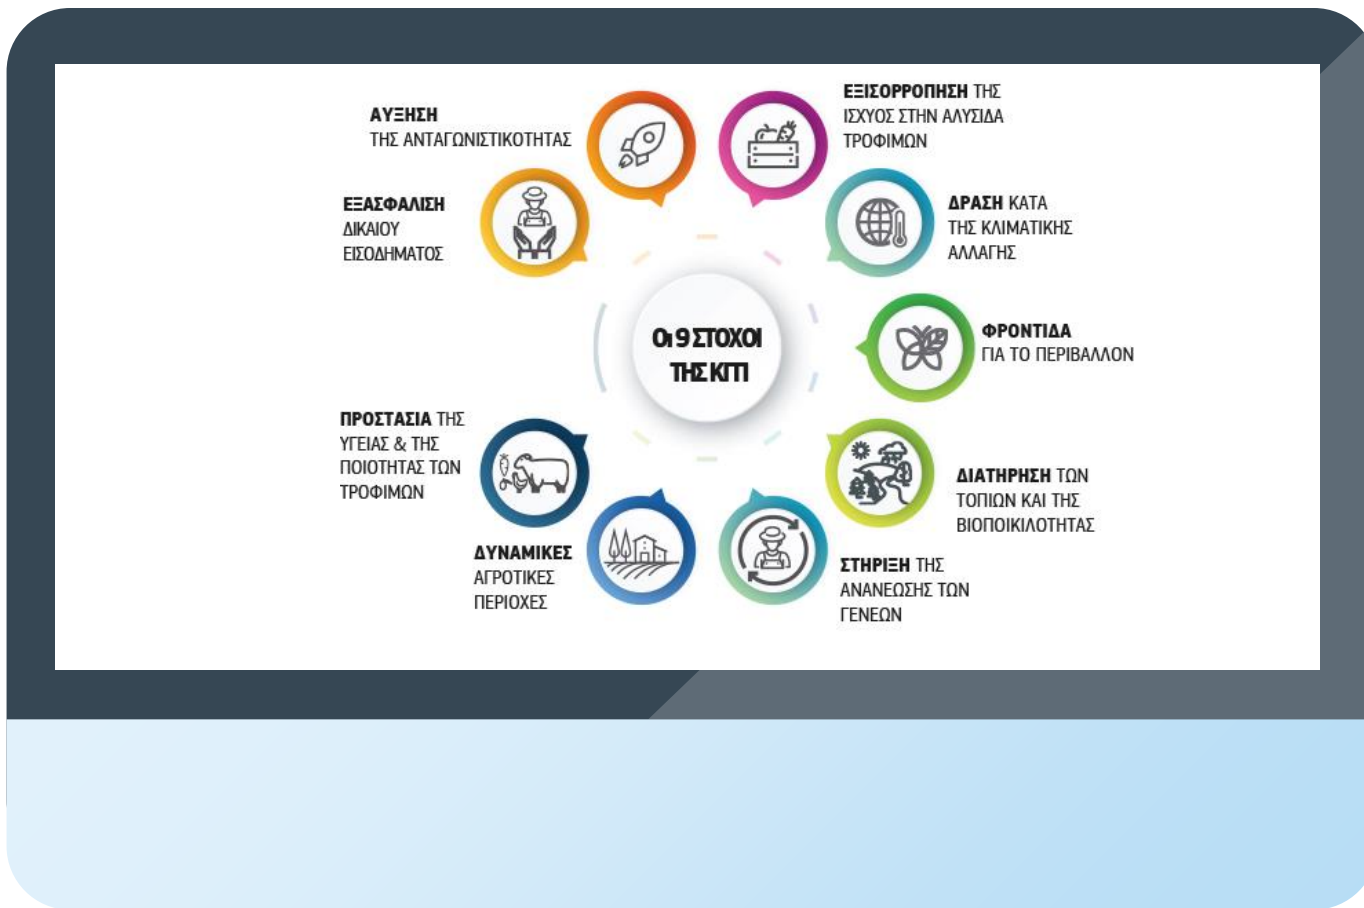 ΑΥΞΗΣΗ
ΤΗΣ ΑΝΤΑΓΩΝΙΣΤΙΚΟΤΗΤΑΣ
ΕΞΙΣΟΡΡΟΠΗΣΗ ΤΗΣ
ΙΣΧΥΟΣ ΣΤΗΝ ΑΛΥΣΙΔΑ
ΤΡΟΦΙΜΩΝ
ΕΞΑΣΦΑΛΙΣΗ
ΔΙΚΑΙΟΥ
ΕΙΣΟΔΗΜΑΤΟΣ
ΔΡΑΣΗ ΚΑΤΑ
ΤΗΣ ΚΛΙΜΑΤΙΚΗΣ
ΑΛΛΑΓΗΣ
Οι 9 ΣΤΟΧΟΙ
ΤΗΣ ΚΓΠ
ΦΡΟΝΤΙΔΑ
ΓΙΑ ΤΟ ΠΕΡΙΒΑΛΛΟΝ
ΠΡΟΣΤΑΣΙΑ ΤΗΣ
ΥΓΕΙΑΣ & ΤΗΣ
ΠΟΙΟΤΗΤΑΣ ΤΩΝ
ΤΡΟΦΙΜΩΝ
ΔΙΑΤΗΡΗΣΗ ΤΩΝ
ΤΟΠΙΩΝ ΚΑΙ ΤΗΣ
ΒΙΟΠΟΙΚΙΛΟΤΗΤΑΣ
ΔΥΝΑΜΙΚΕΣ
ΑΓΡΟΤΙΚΕΣ
ΠΕΡΙΟΧΕΣ
ΣΤΗΡΙΞΗ ΤΗΣ
ΑΝΑΝΕΩΣΗΣ ΤΩΝ
ΓΕΝΕΩΝ